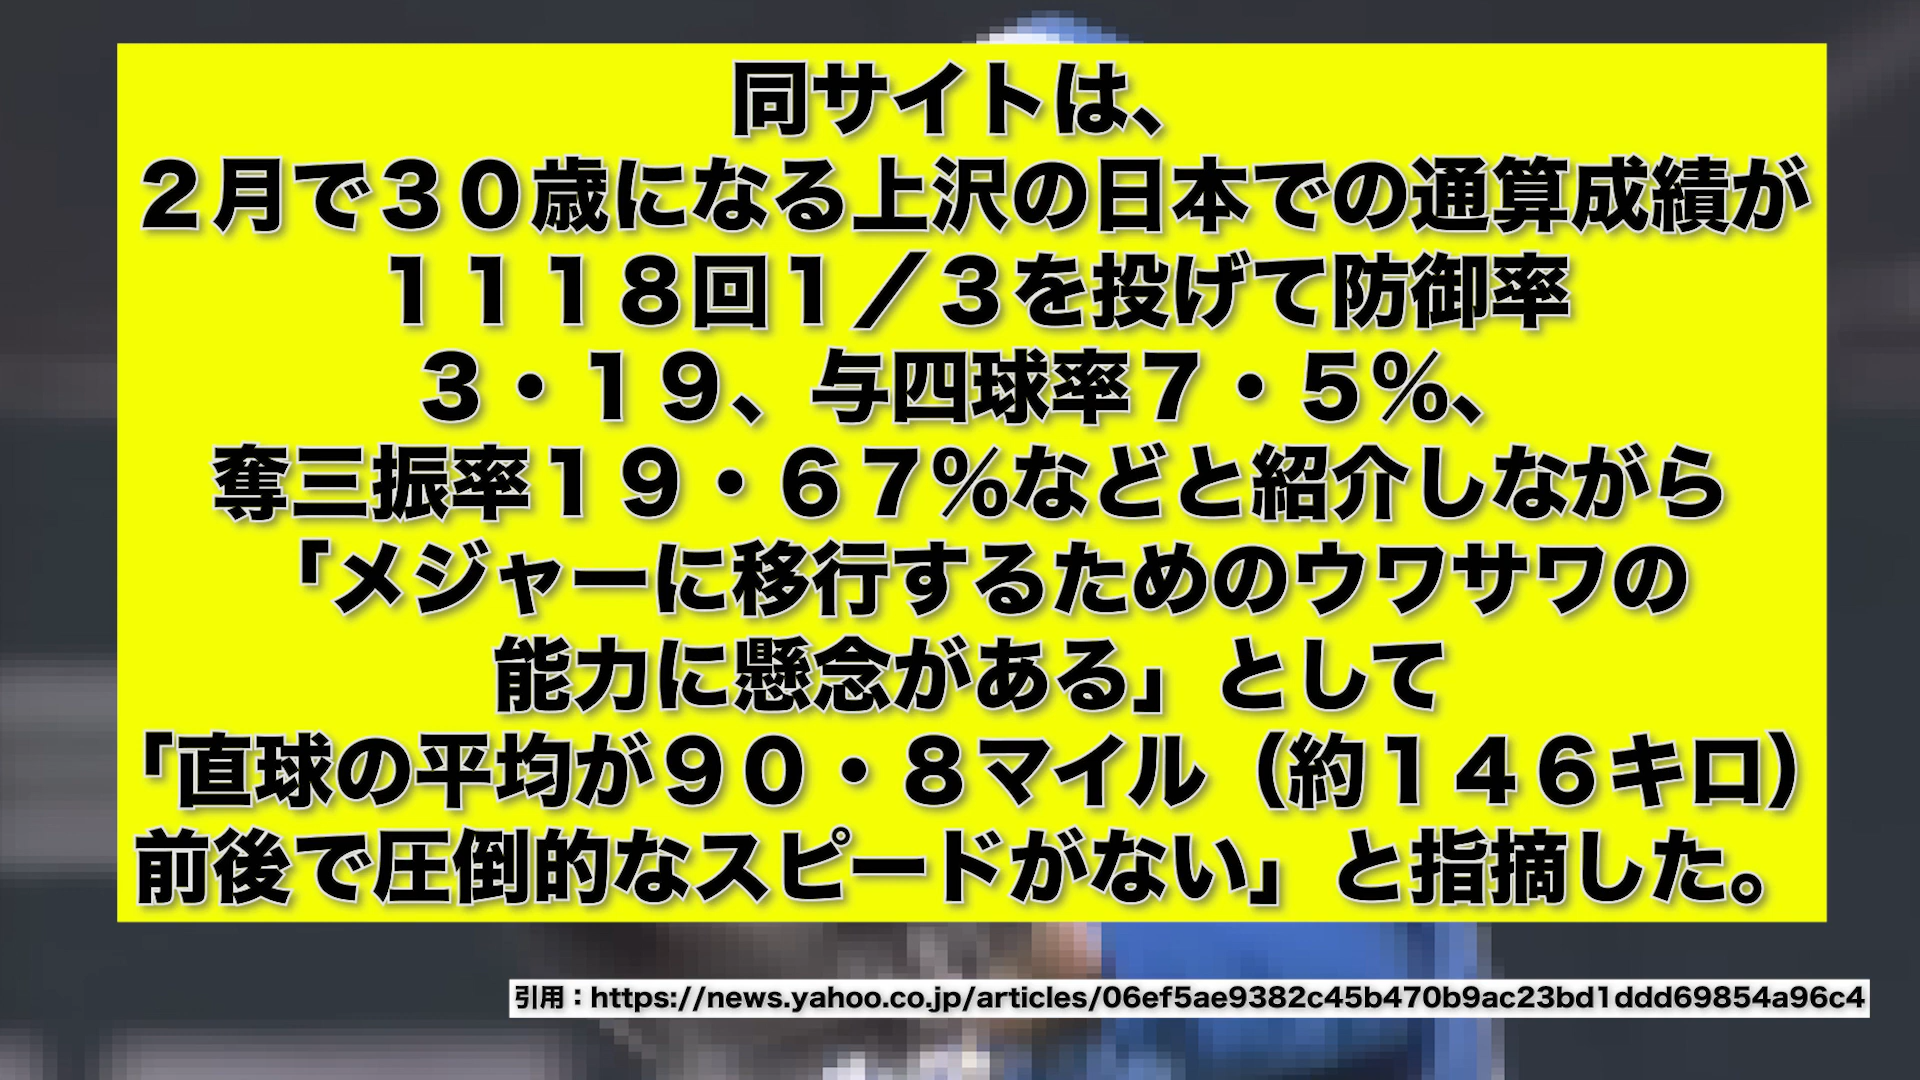 同サイトは、
２月で３０歳になる上沢の日本での通算成績が
１１１８回１／３を投げて防御率
３・１９、与四球率７・５％、
奪三振率１９・６７％などと紹介しながら
「メジャーに移行するためのウワサワの
能力に懸念がある」として
「直球の平均が９０・８マイル（約１４６キロ）
前後で圧倒的なスピードがない」と指摘した。
引用：https://news.yahoo.co.jp/articles/06ef5ae9382c45b470b9ac23bd1ddd69854a96c4